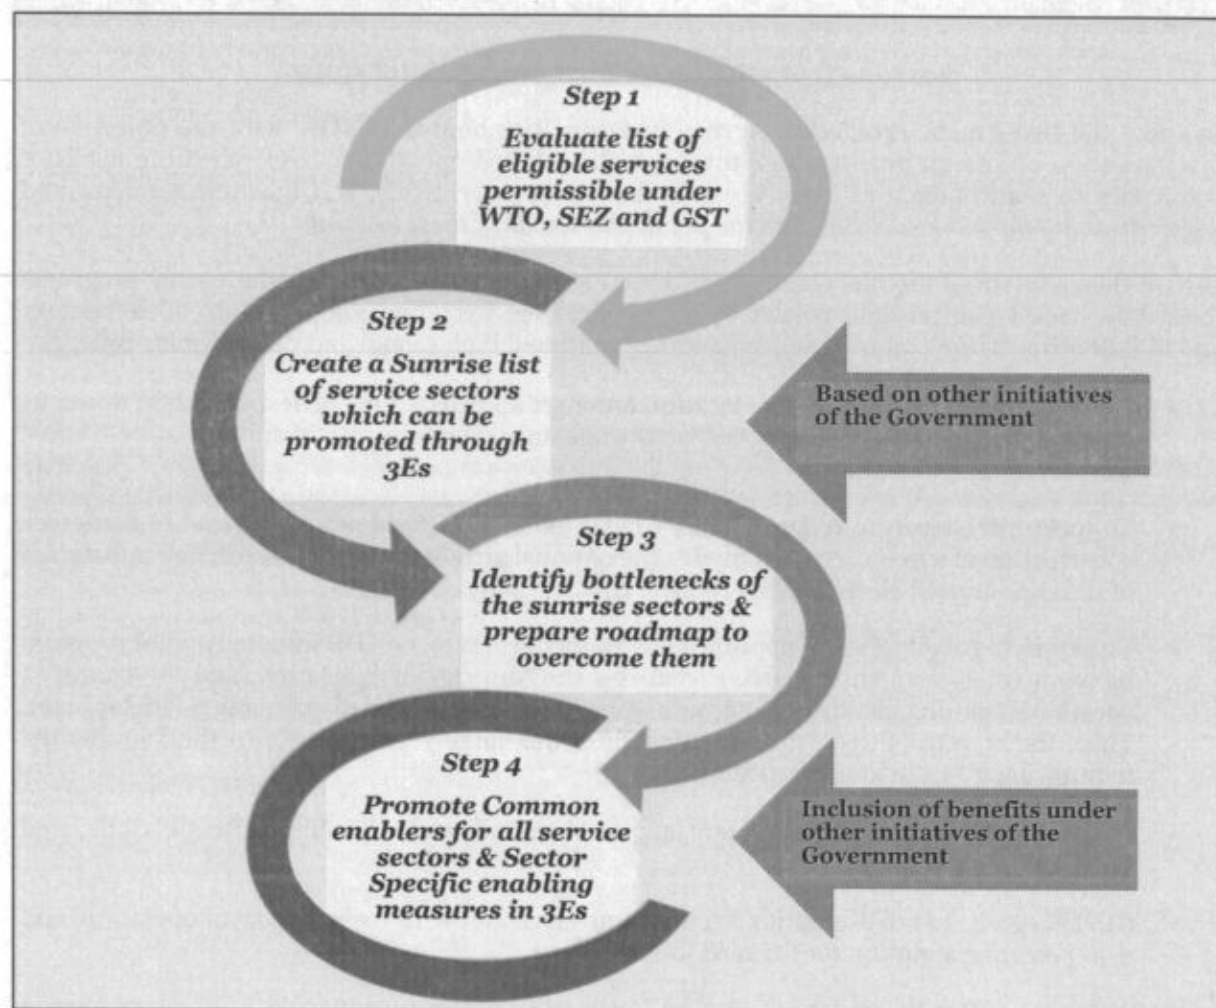 Step 1
Evaluate list of
eligible services
permissible under
WTO, SEZ and GST
Step 2
Create a Sunrise list
of service sectors
which can be
promoted through
3Es
Based on other initiatives
of the Government
Step 3
Identify bottlenecks of
the sunrise sectors &
prepare roadmap to
overcome them
Step 4
Promote Common
enablers for all service
sectors & Sector
Specific enabling
measures in 3Es
Inclusion of benefits under
other initiatives of the
Government